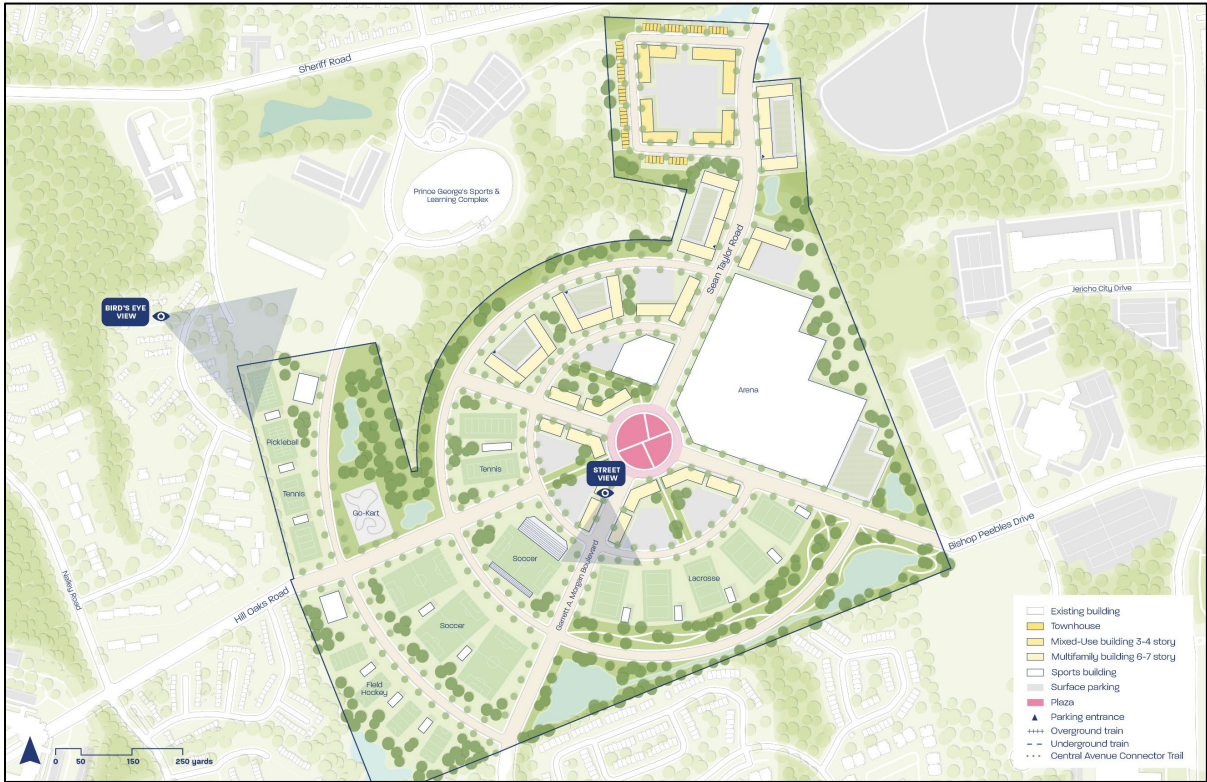 Sheriff Road
Prince George's Sports &
Learning Complex
Sean Taylor Road
Jericho City Drive
BIRD'S EYE
VIEW
Arena
Pickleball
Tennis
STREET
VIEW
Tennis
Go-Kart
Bishop Peebles Drive
Soccer
Garrett A. Morgan Boulevard
Lacrosse
Nalley Road
Hill Oaks Road
Soccer
Field
Hockey
Existing building
Townhouse
Mixed-Use building 3-4 story
Multifamily building 6-7 story
Sports building
Surface parking
Plaza
Parking entrance
Overground train
Underground train
Central Avenue Connector Trail
0 50 150 250 yards